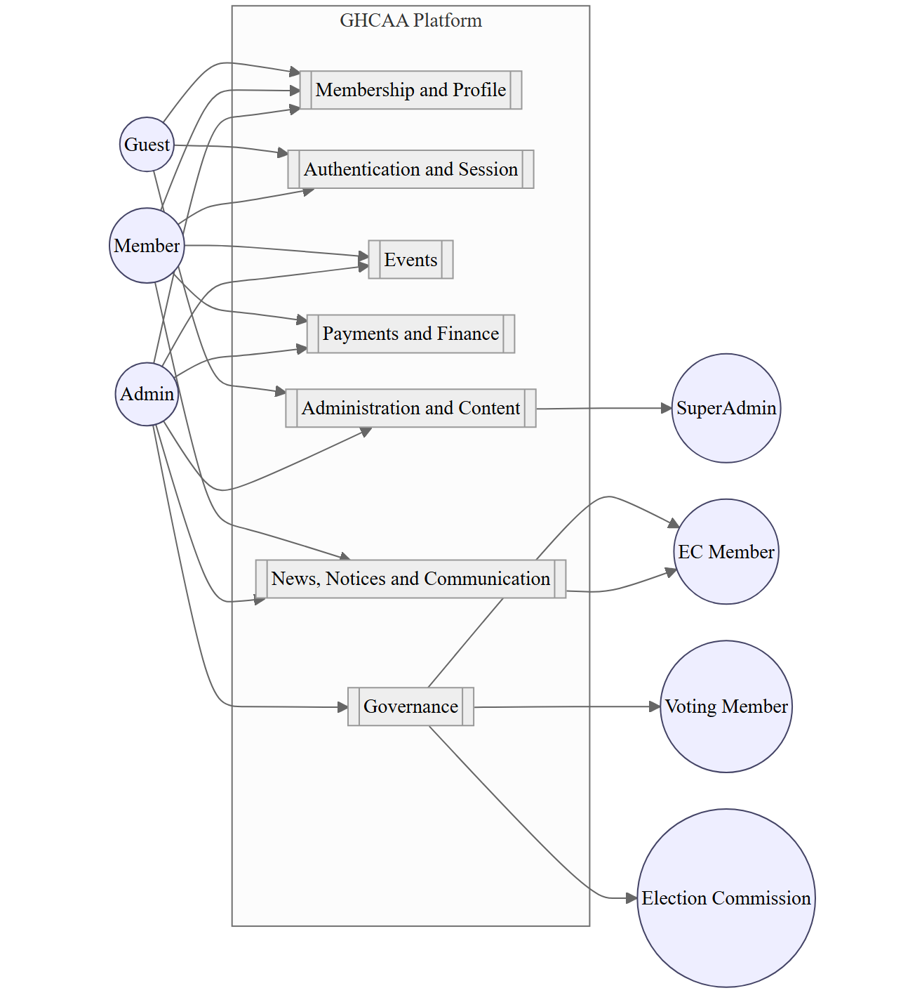 GHCAA Platform
Membership and Profile
Guest
Authentication and Session
Member
Events
Payments and Finance
Admin
Administration and Content
SuperAdmin
EC Member
News, Notices and Communication
Governance
Voting Member
Election Commission